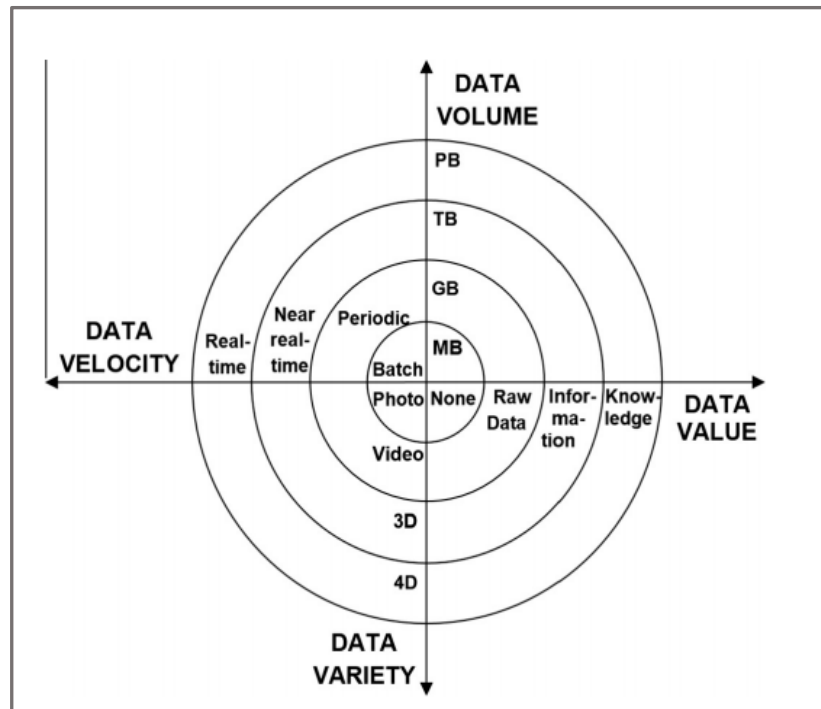 DATA
VOLUME
PB
TB
GB
MB
DATA
VELOCITY
Real-
time
Near
real-
time
Periodic
Batch
Photo
None
Raw
Data
Infor-
ma-
tion
Know-
ledge
DATA
VALUE
Video
3D
4D
DATA
VARIETY